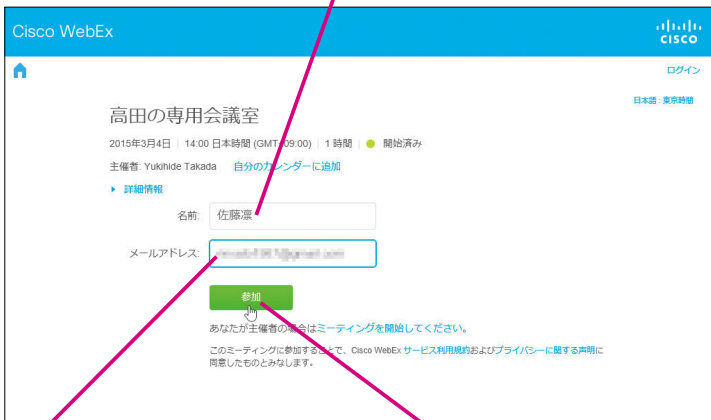 Cisco WebEx
CISCO
ログイン
日本語 : 東京時間
高田の専用会議室
2015年3月4日 | 14:00 日本時間 (GMT+09:00) | 1 時間 | 開始済み
主催者: Yukihide Takada 自分のカレンダーに追加
詳細情報
名前: 佐藤凛
メールアドレス:
参加
あなたが主催者の場合はミーティングを開始してください。
このミーティングに参加することで、Cisco WebEx サービス利用規約およびプライバシーに関する声明に
同意したものとみなします。